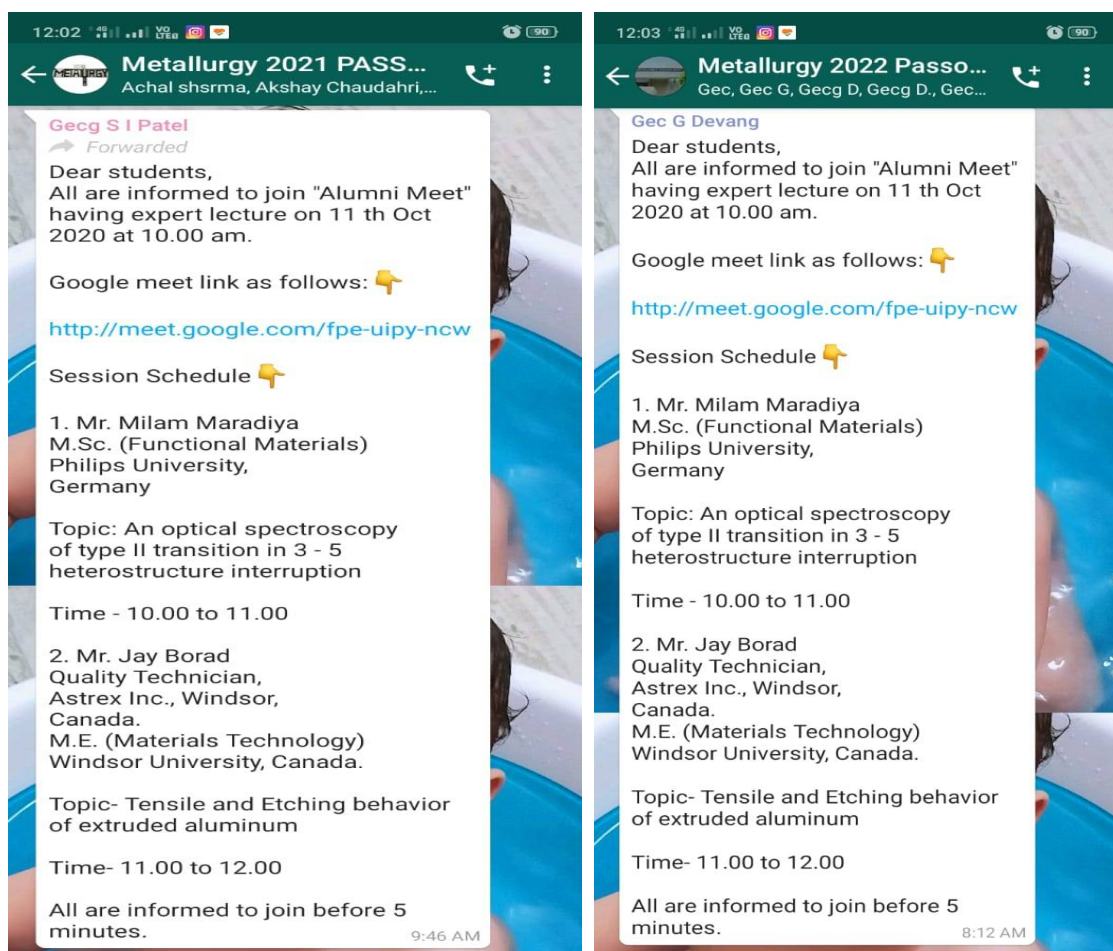 12:02 4G VO LTE 90
Metallurgy 2021 PASS...
Achal shsrma, Akshay Chaudahri,...
METALLURGY
Gecg S I Patel
Forwarded
Dear students,
All are informed to join "Alumni Meet"
having expert lecture on 11 th Oct
2020 at 10.00 am.
Google meet link as follows: 👇
http://meet.google.com/fpe-uipy-ncw
Session Schedule 👇
1. Mr. Milam Maradiya
M.Sc. (Functional Materials)
Philips University,
Germany
Topic: An optical spectroscopy
of type II transition in 3 - 5
heterostructure interruption
Time - 10.00 to 11.00
2. Mr. Jay Borad
Quality Technician,
Astrex Inc., Windsor,
Canada.
M.E. (Materials Technology)
Windsor University, Canada.
Topic- Tensile and Etching behavior
of extruded aluminum
Time- 11.00 to 12.00
All are informed to join before 5
minutes.
9:46 AM
12:03 4G VO LTE 90
Metallurgy 2022 Passo...
Gec, Gec G, Gecg D, Gecg D., Gec...
Gec G Devang
Dear students,
All are informed to join "Alumni Meet"
having expert lecture on 11 th Oct
2020 at 10.00 am.
Google meet link as follows: 👇
http://meet.google.com/fpe-uipy-ncw
Session Schedule 👇
1. Mr. Milam Maradiya
M.Sc. (Functional Materials)
Philips University,
Germany
Topic: An optical spectroscopy
of type II transition in 3 - 5
heterostructure interruption
Time - 10.00 to 11.00
2. Mr. Jay Borad
Quality Technician,
Astrex Inc., Windsor,
Canada.
M.E. (Materials Technology)
Windsor University, Canada.
Topic- Tensile and Etching behavior
of extruded aluminum
Time- 11.00 to 12.00
All are informed to join before 5
minutes.
8:12 AM